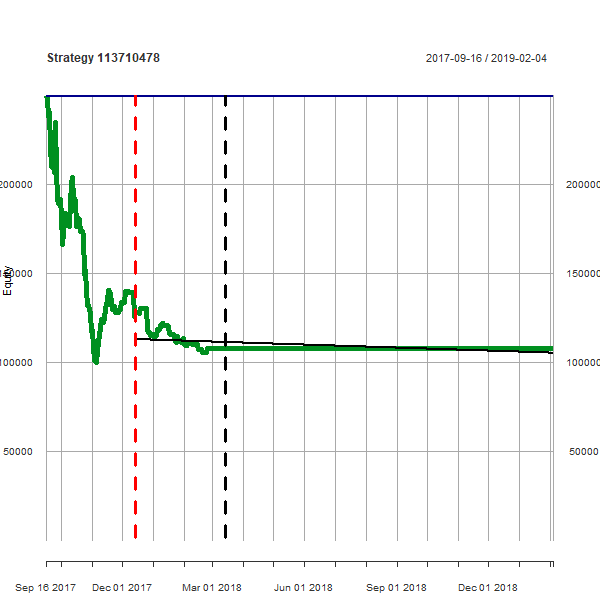 Strategy 113710478
2017-09-16 / 2019-02-04
200000 200000
150000 150000
Equity
100000 100000
50000 50000
Sep 16 2017 Dec 01 2017 Mar 01 2018 Jun 01 2018 Sep 01 2018 Dec 01 2018